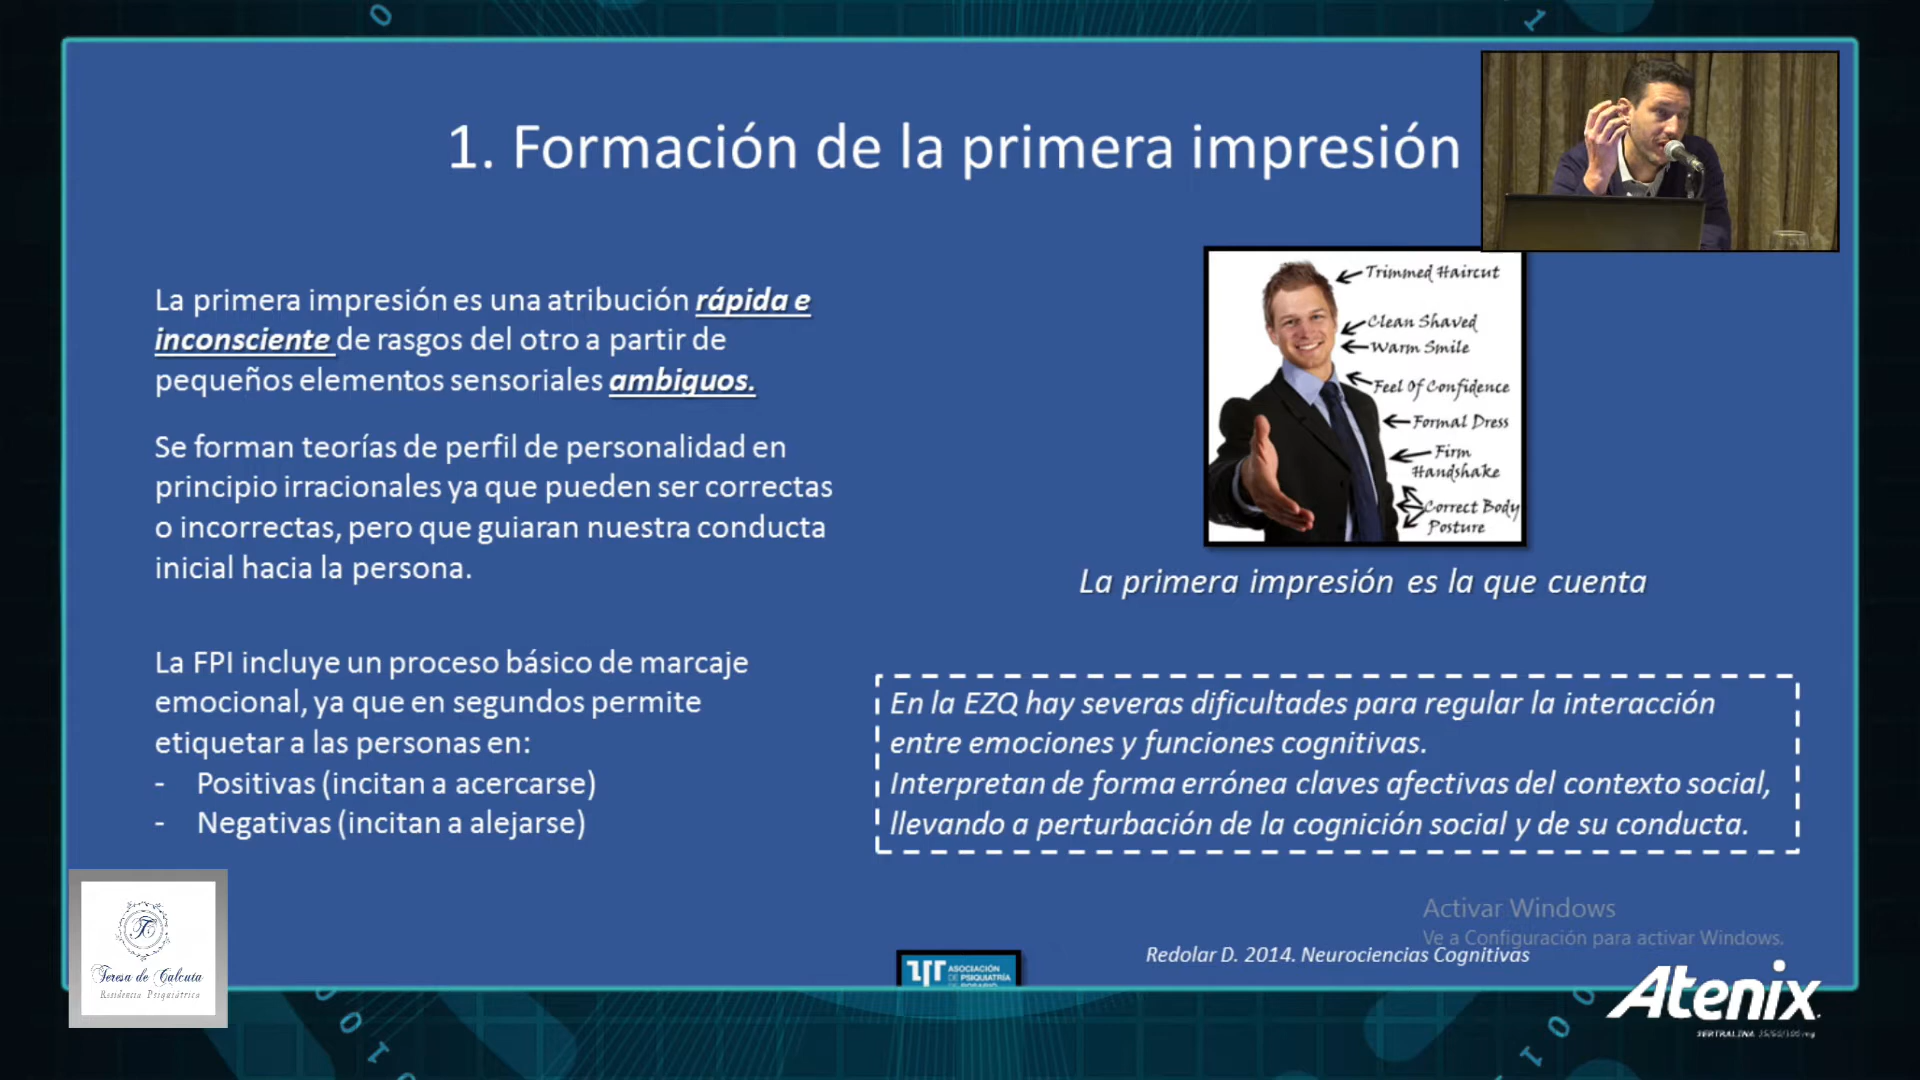 1. Formación de la primera impresión
La primera impresión es una atribución rápida e
inconsciente de rasgos del otro a partir de
pequeños elementos sensoriales ambiguos.
Se forman teorías de perfil de personalidad en
principio irracionales ya que pueden ser correctas
o incorrectas, pero que guiaran nuestra conducta
inicial hacia la persona.
La FPI incluye un proceso básico de marcaje
emocional, ya que en segundos permite
etiquetar a las personas en:
- Positivas (incitan a acercarse)
- Negativas (incitan a alejarse)
Trimmed Haircut
Clean Shaved
Warm Smile
Feel Of Confidence
Formal Dress
Firm
Handshake
Correct Body
Posture
La primera impresión es la que cuenta
En la EZQ hay severas dificultades para regular la interacción
entre emociones y funciones cognitivas.
Interpretan de forma errónea claves afectivas del contexto social,
llevando a perturbación de la cognición social y de su conducta.
Activar Windows
Ve a Configuración para activar Windows.
Redolar D. 2014. Neurociencias Cognitivas
Teresa de Calcuta
Residencia Psiquiátrica
ASOCIACIÓN
DE PSIQUIATRÍA
DE ROSARIO
Atenix
SERTRALINA 25/50/100 mg